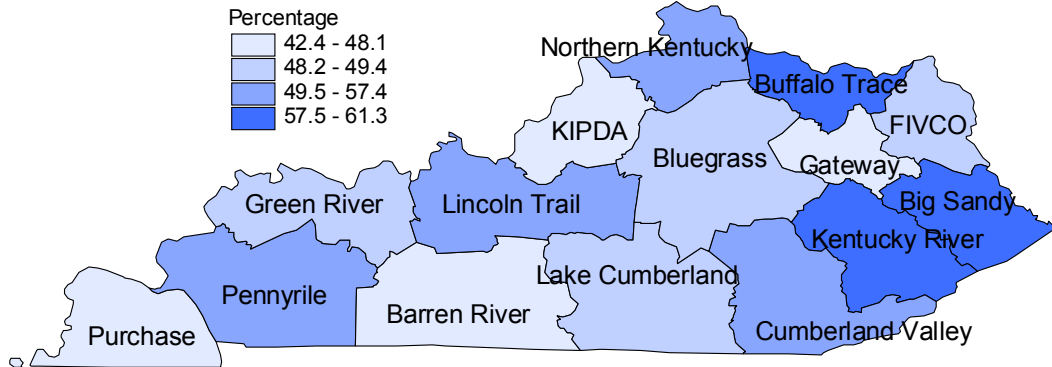 Percentage
42.4 - 48.1
48.2 - 49.4
49.5 - 57.4
57.5 - 61.3
Northern Kentucky
Buffalo Trace
KIPDA
FIVCO
Bluegrass
Gateway
Green River
Lincoln Trail
Big Sandy
Kentucky River
Lake Cumberland
Pennyrile
Barren River
Purchase
Cumberland Valley